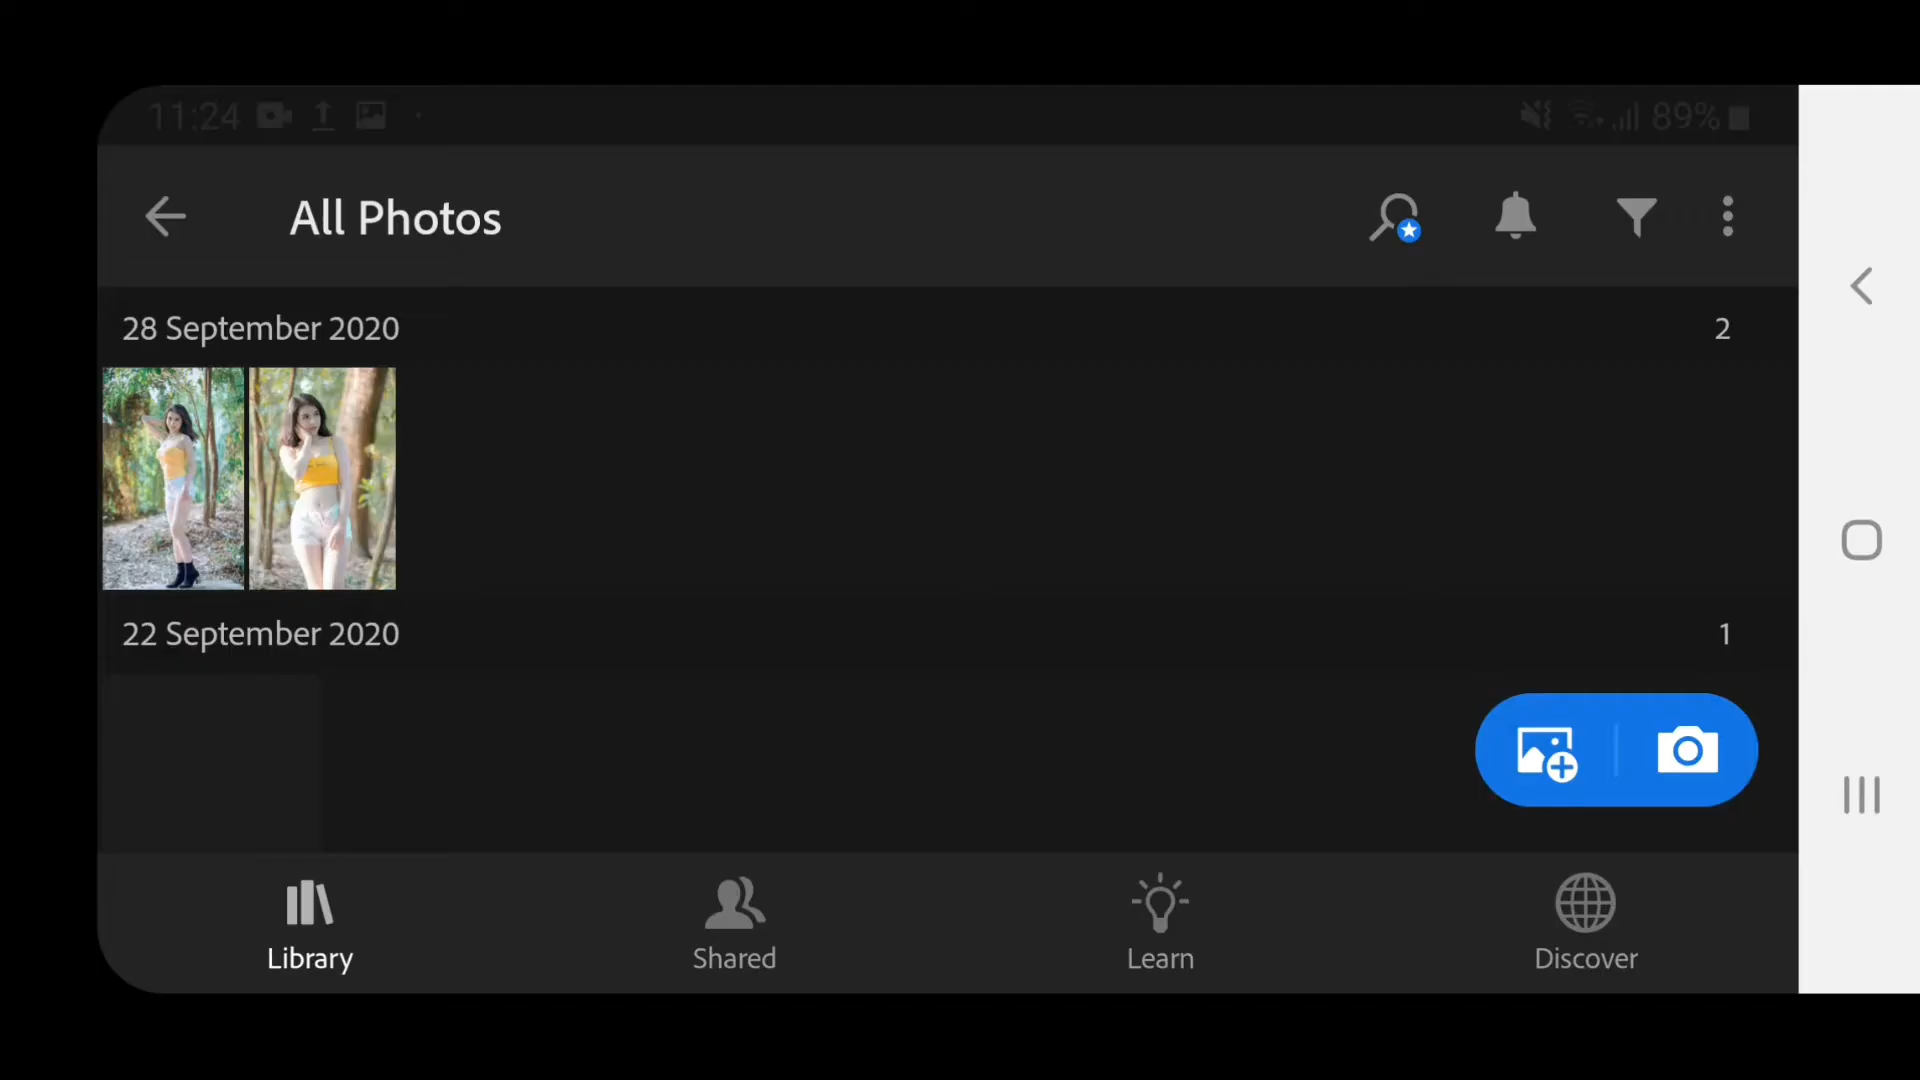 11:24
89%
All Photos
28 September 2020
2
22 September 2020
1
Library
Shared
Learn
Discover